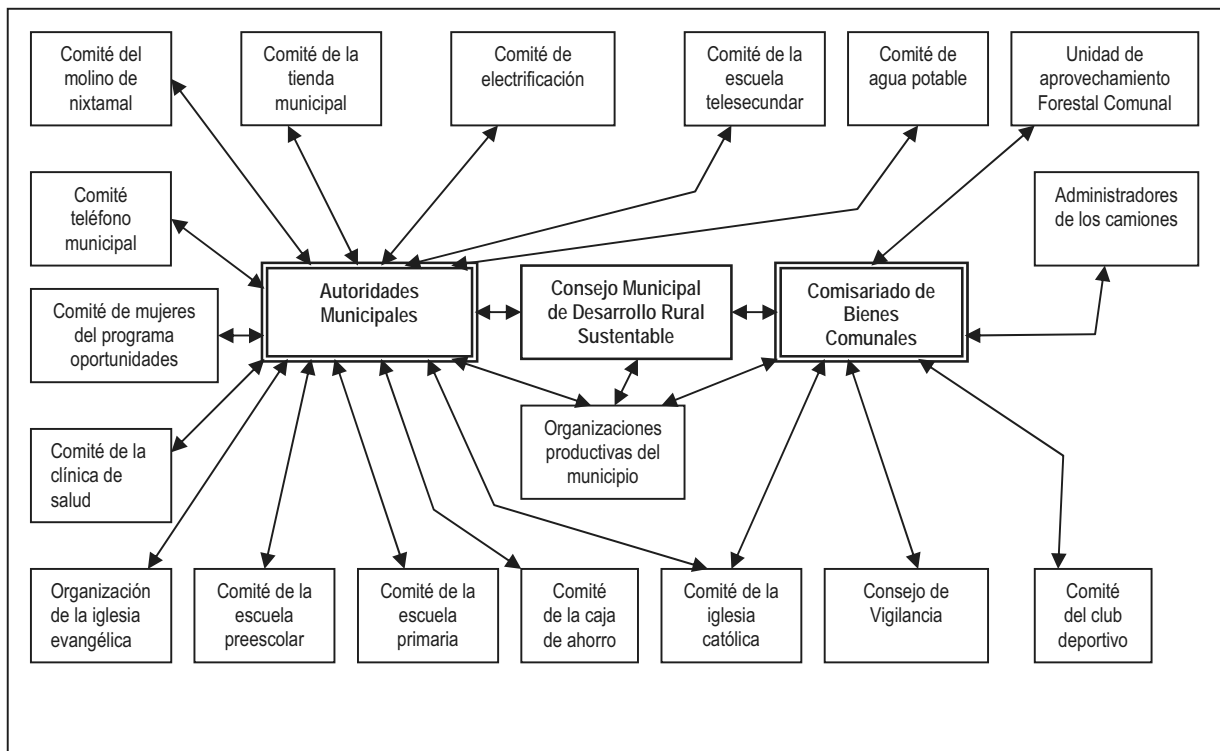 Comité del
molino de
nixtamal
Comité de la
tienda
municipal
Comité de
electrificación
Comité de la
escuela
telesecundar
Comité de
agua potable
Unidad de
aprovechamiento
Forestal Comunal
Comité
teléfono
municipal
Administradores
de los camiones
Autoridades
Municipales
Consejo Municipal
de Desarrollo Rural
Sustentable
Comisariado de
Bienes
Comunales
Comité de mujeres
del programa
oportunidades
Organizaciones
productivas del
municipio
Comité de la
clínica de
salud
Organización
de la iglesia
evangélica
Comité de la
escuela
preescolar
Comité de la
escuela
primaria
Comité
de la caja
de ahorro
Comité de la
iglesia
católica
Consejo de
Vigilancia
Comité
del club
deportivo